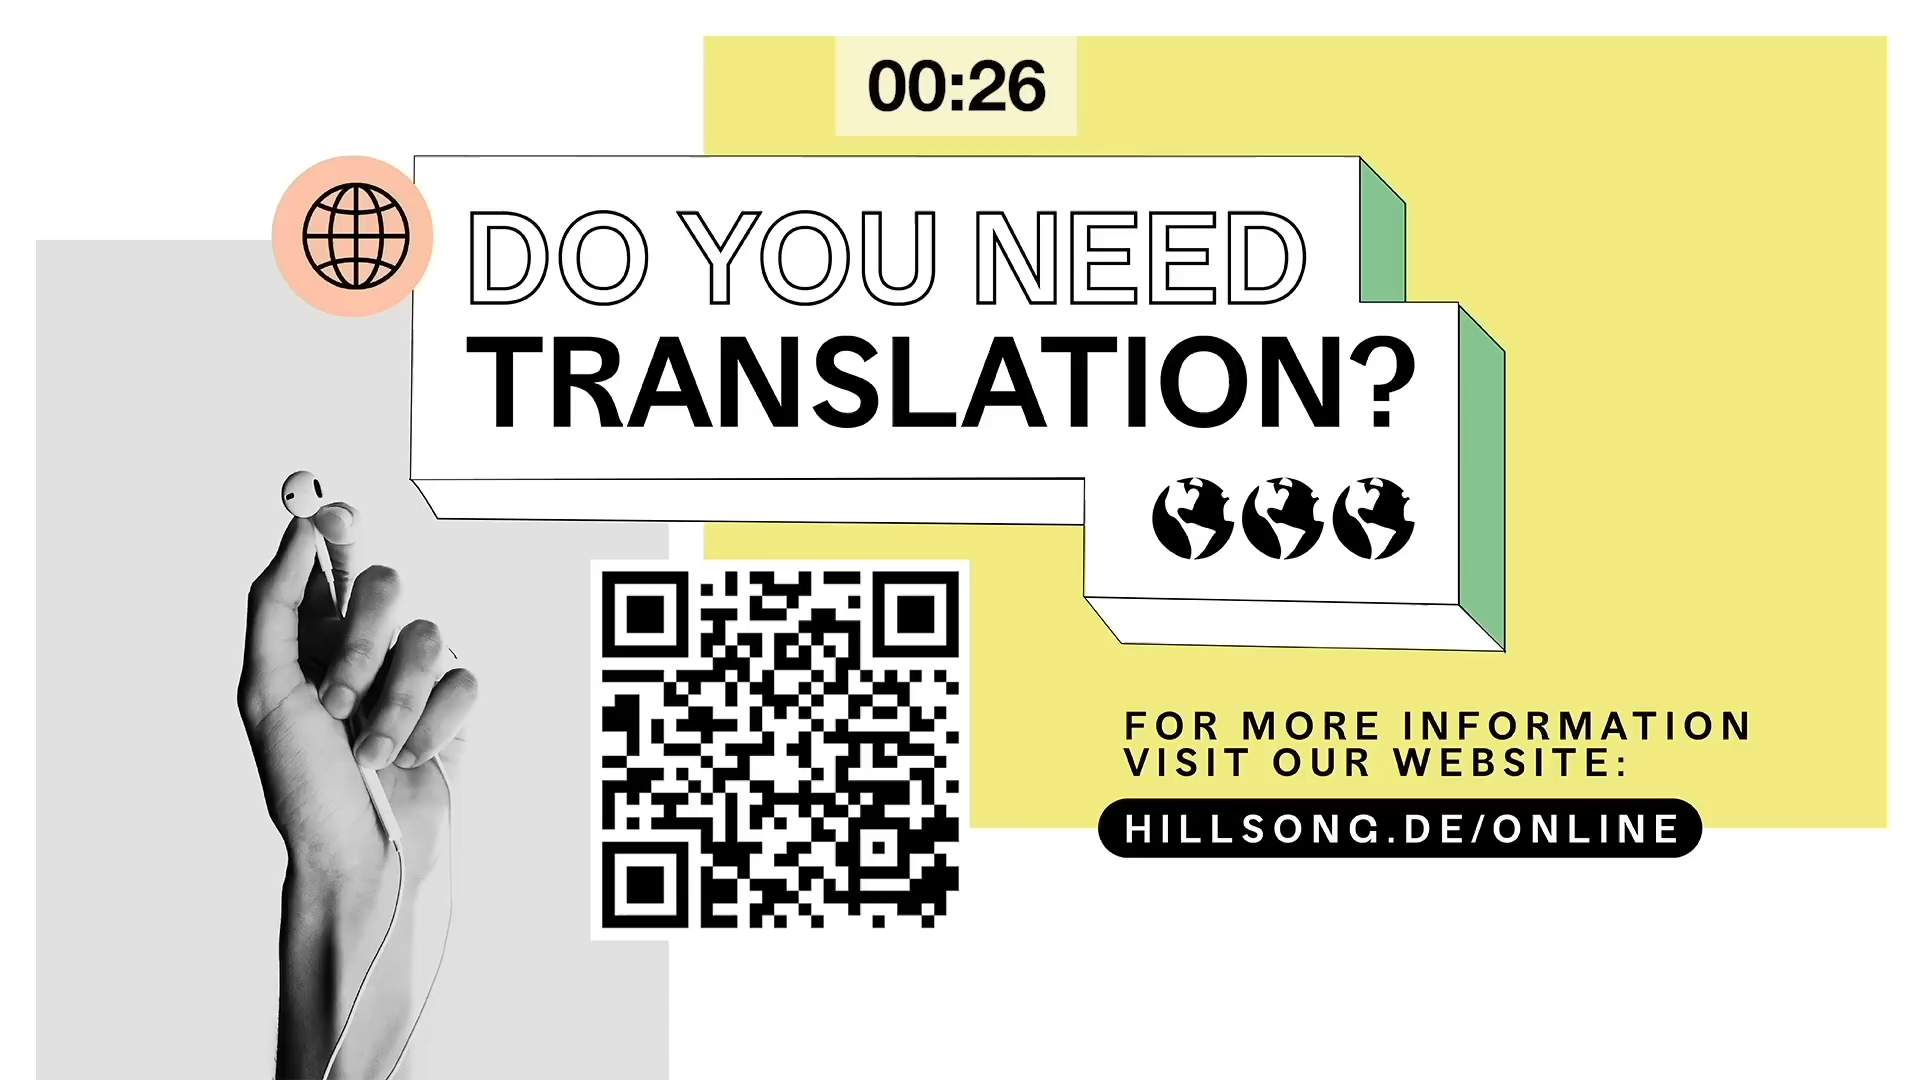 00:26
DO YOU NEED
TRANSLATION?
FOR MORE INFORMATION
VISIT OUR WEBSITE:
HILLSONG.DE/ONLINE